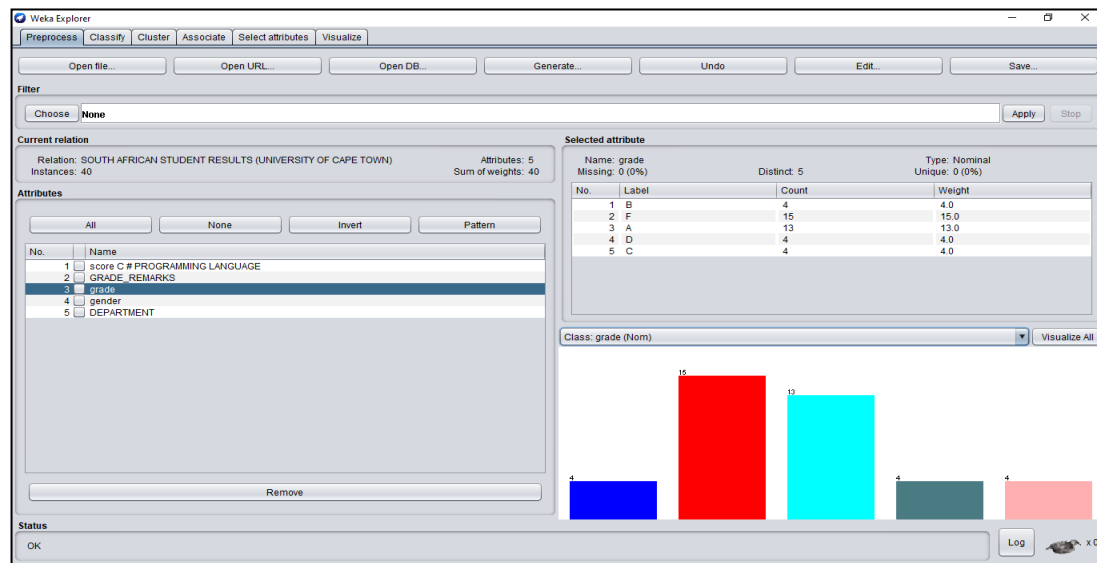 Weka Explorer
Preprocess Classify Cluster Associate Select attributes Visualize
Open file... Open URL... Open DB... Generate... Undo Edit... Save...
Filter
Choose None Apply Stop
Current relation
Relation: SOUTH AFRICAN STUDENT RESULTS (UNIVERSITY OF CAPE TOWN) Attributes: 5
Instances: 40 Sum of weights: 40
Attributes
All None Invert Pattern
No. Name
1 score C # PROGRAMMING LANGUAGE
2 GRADE_REMARKS
3 grade
4 gender
5 DEPARTMENT
Remove
Selected attribute
Name: grade Type: Nominal
Missing: 0 (0%) Distinct: 5 Unique: 0 (0%)
No. Label Count Weight
1 B 4 4.0
2 F 15 15.0
3 A 13 13.0
4 D 4 4.0
5 C 4 4.0
Class: grade (Nom) Visualize All
4 15 13 4 4
Status
OK Log x 0